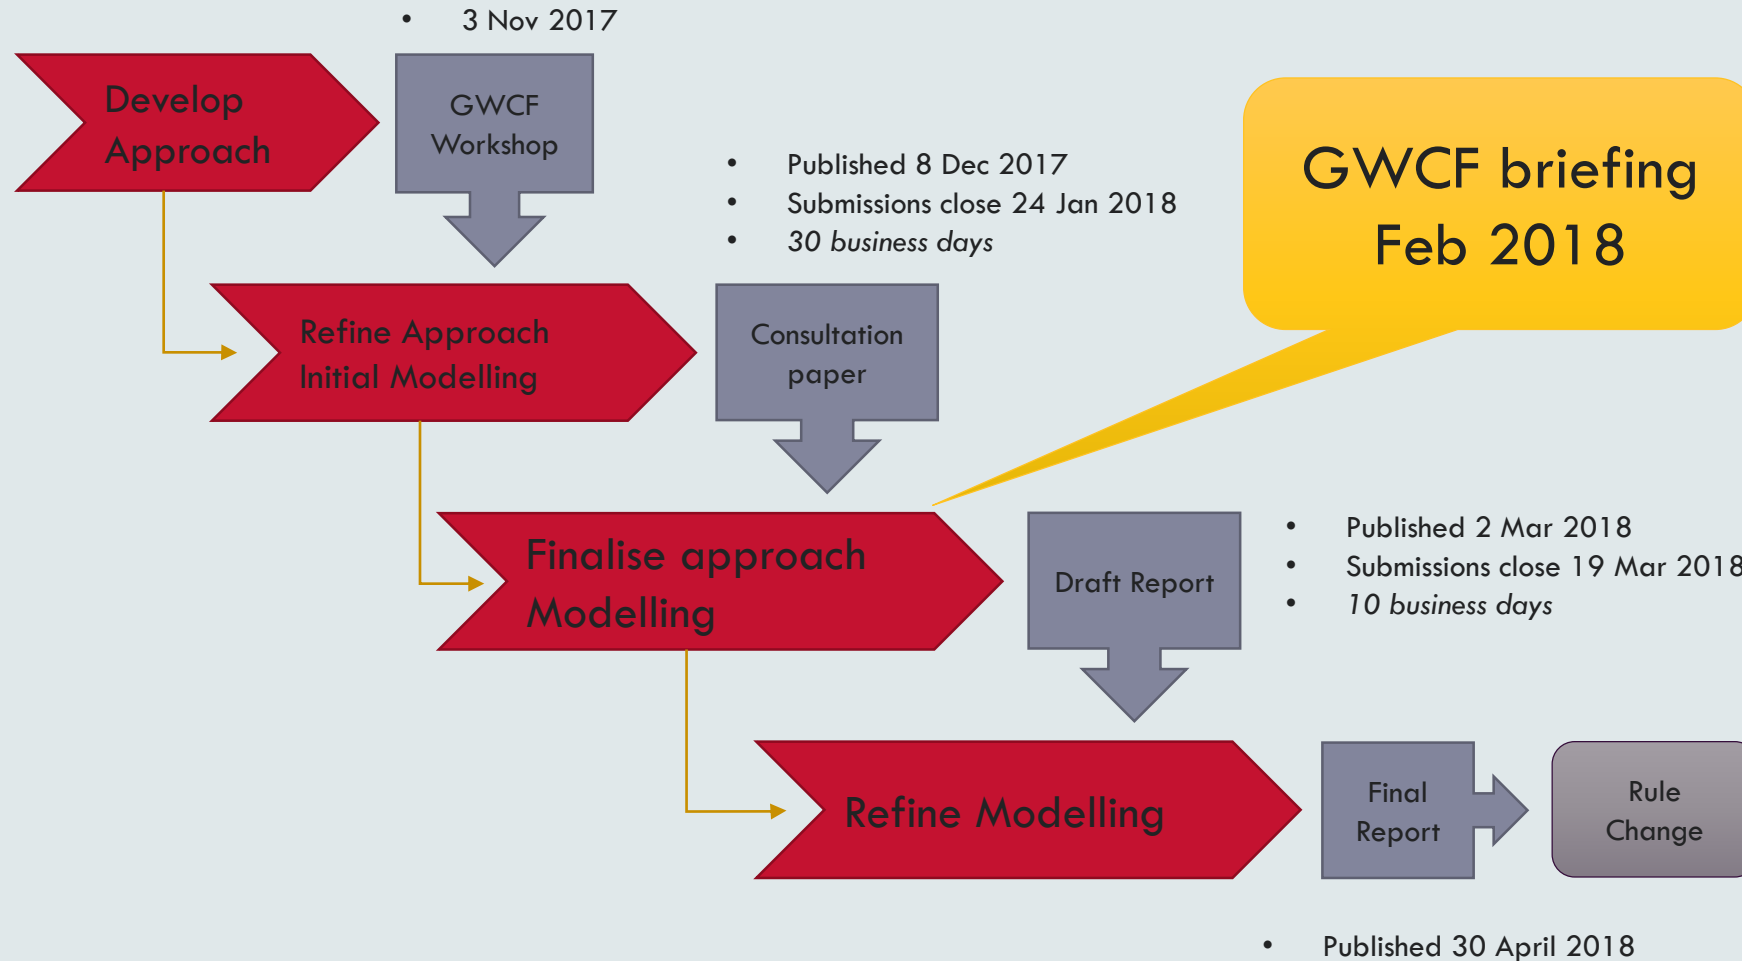 • 3 Nov 2017
Develop
Approach
GWCF
Workshop
• Published 8 Dec 2017
• Submissions close 24 Jan 2018
• 30 business days
GWCF briefing
Feb 2018
Refine Approach
Initial Modelling
Consultation
paper
Finalise approach
Modelling
Draft Report
• Published 2 Mar 2018
• Submissions close 19 Mar 2018
• 10 business days
Refine Modelling
Final
Report
Rule
Change
• Published 30 April 2018